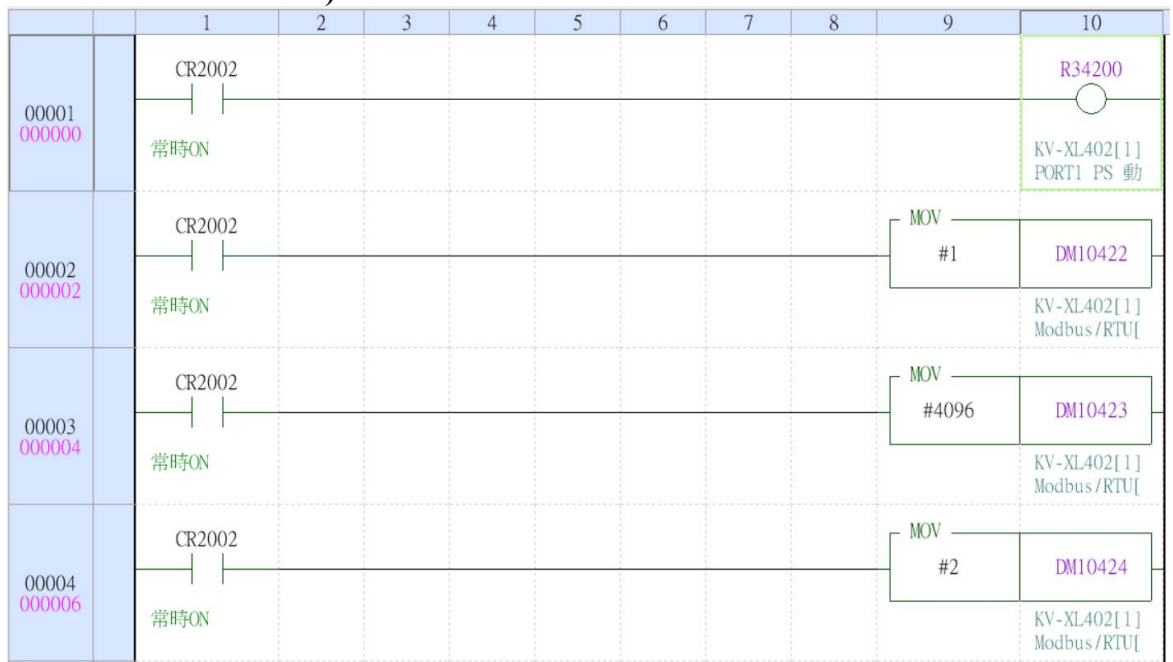 )
1 2 3 4 5 6 7 8 9 10
CR2002 R34200
00001
000000
常時ON KV-XL402[1]
PORT1 PS 動
CR2002 MOV
#1 DM10422
00002
000002
常時ON KV-XL402[1]
Modbus/RTU[
CR2002 MOV
#4096 DM10423
00003
000004
常時ON KV-XL402[1]
Modbus/RTU[
CR2002 MOV
#2 DM10424
00004
000006
常時ON KV-XL402[1]
Modbus/RTU[